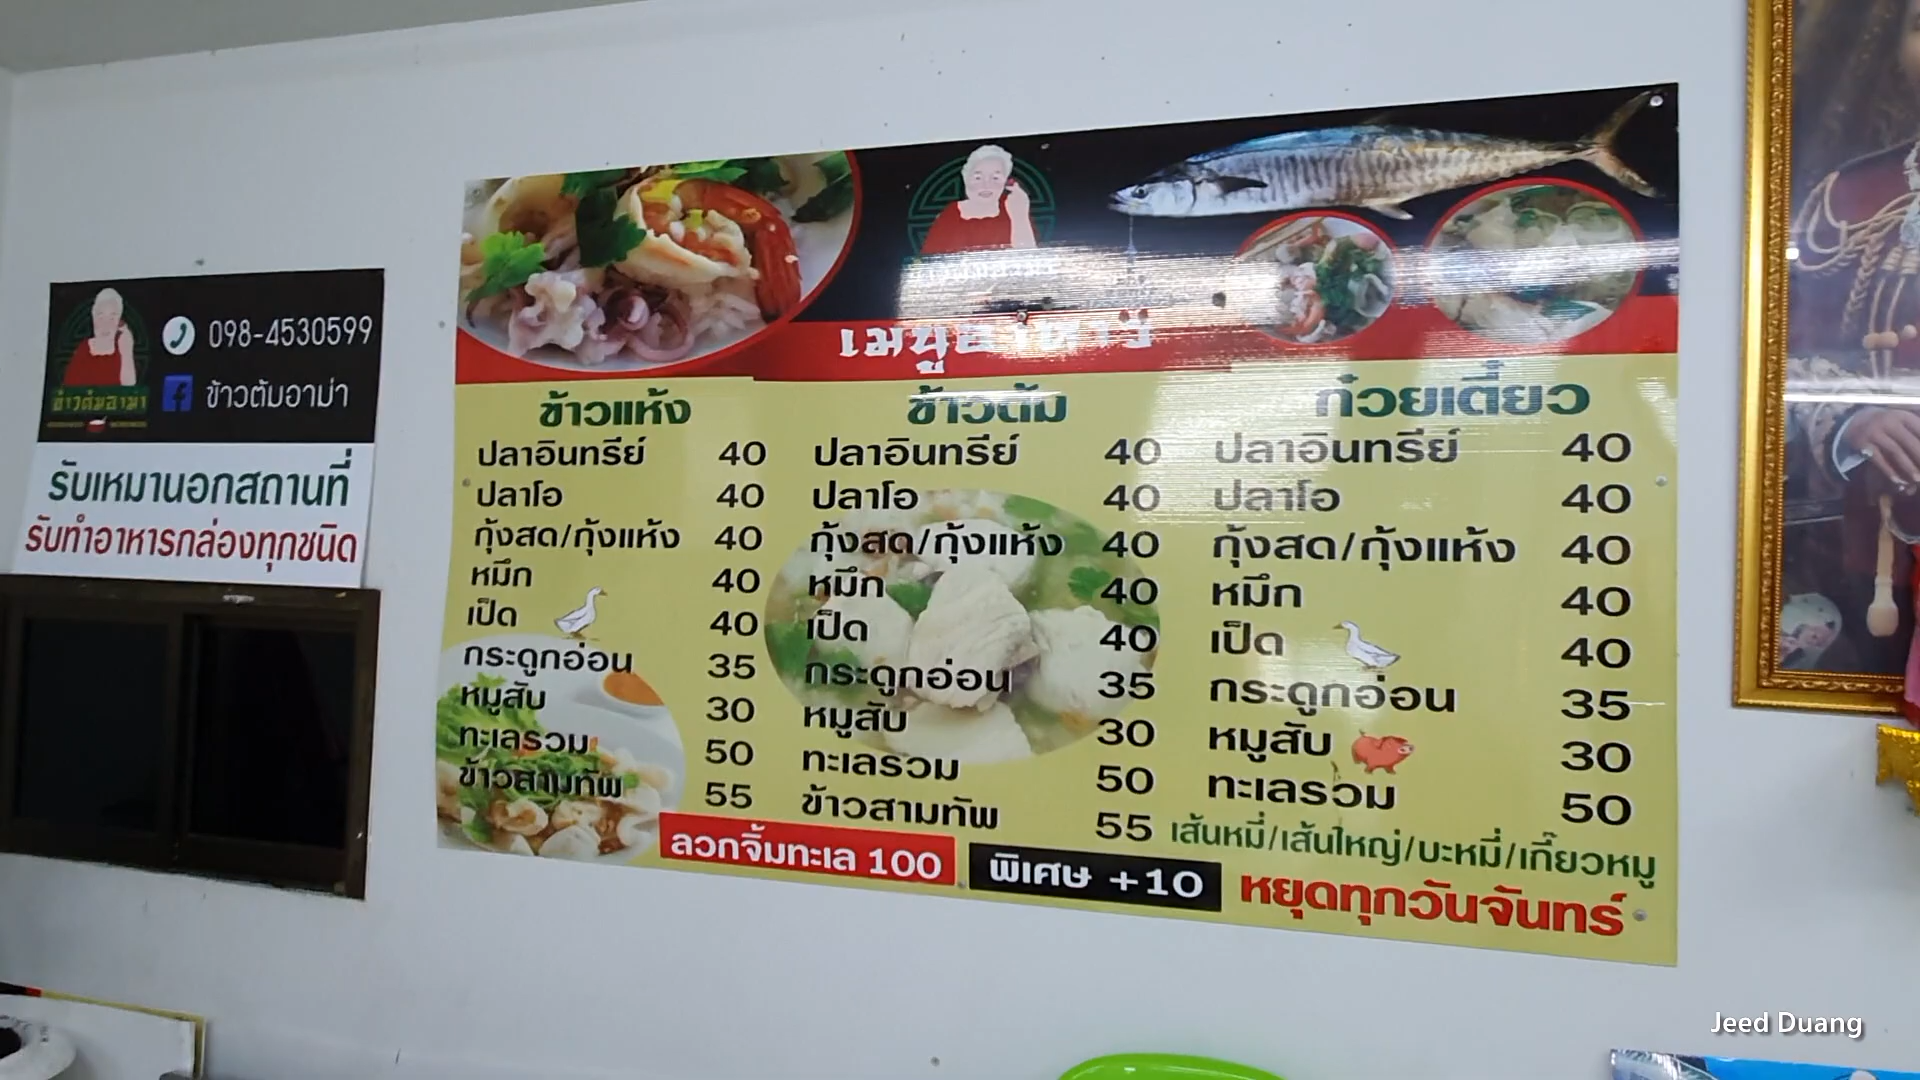 098-4530599
ข้าวต้มอาม่า
ข้าวต้มอาม่า
รับเหมานอกสถานที่
รับทำอาหารกล่องทุกชนิด
เมนูอาหาร
ข้าวแห้ง
ปลาอินทรีย์ 40
ปลาโอ 40
กุ้งสด/กุ้งแห้ง 40
หมึก 40
เป็ด 40
กระดูกอ่อน 35
หมูสับ 30
ทะเลรวม 50
ข้าวสามทัพ 55
ข้าวต้ม
ปลาอินทรีย์ 40
ปลาโอ 40
กุ้งสด/กุ้งแห้ง 40
หมึก 40
เป็ด 40
กระดูกอ่อน 35
หมูสับ 30
ทะเลรวม 50
ข้าวสามทัพ 55
ก๋วยเตี๋ยว
ปลาอินทรีย์ 40
ปลาโอ 40
กุ้งสด/กุ้งแห้ง 40
หมึก 40
เป็ด 40
กระดูกอ่อน 35
หมูสับ 30
ทะเลรวม 50
เส้นหมี่/เส้นใหญ่/บะหมี่/เกี๊ยวหมู
ลวกจิ้มทะเล 100
พิเศษ +10
หยุดทุกวันจันทร์
Jeed Duang